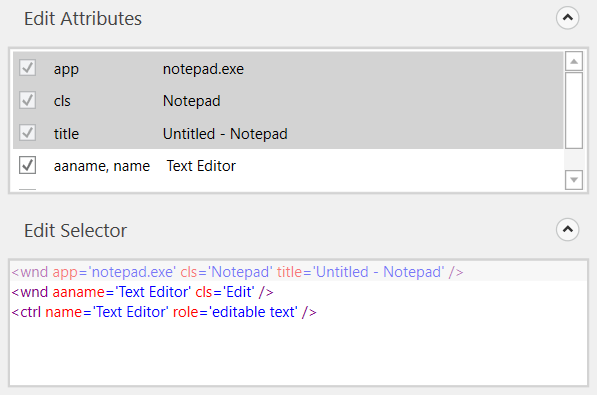 Edit Attributes
app notepad.exe
cls Notepad
title Untitled - Notepad
aaname, name Text Editor
Edit Selector
<wnd app='notepad.exe' cls='Notepad' title='Untitled - Notepad' />
<wnd aaname='Text Editor' cls='Edit' />
<ctrl name='Text Editor' role='editable text' />